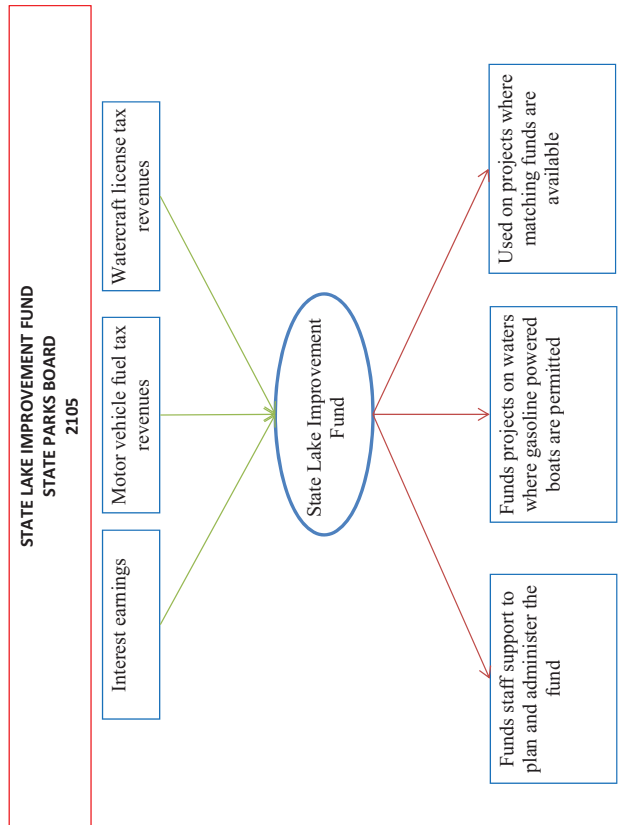 STATE LAKE IMPROVEMENT FUND
STATE PARKS BOARD
2105
Interest earnings
Motor vehicle fuel tax
revenues
Watercraft license tax
revenues
State Lake Improvement
Fund
Funds staff support to
plan and administer the
fund
Funds projects on waters
where gasoline powered
boats are permitted
Used on projects where
matching funds are
available